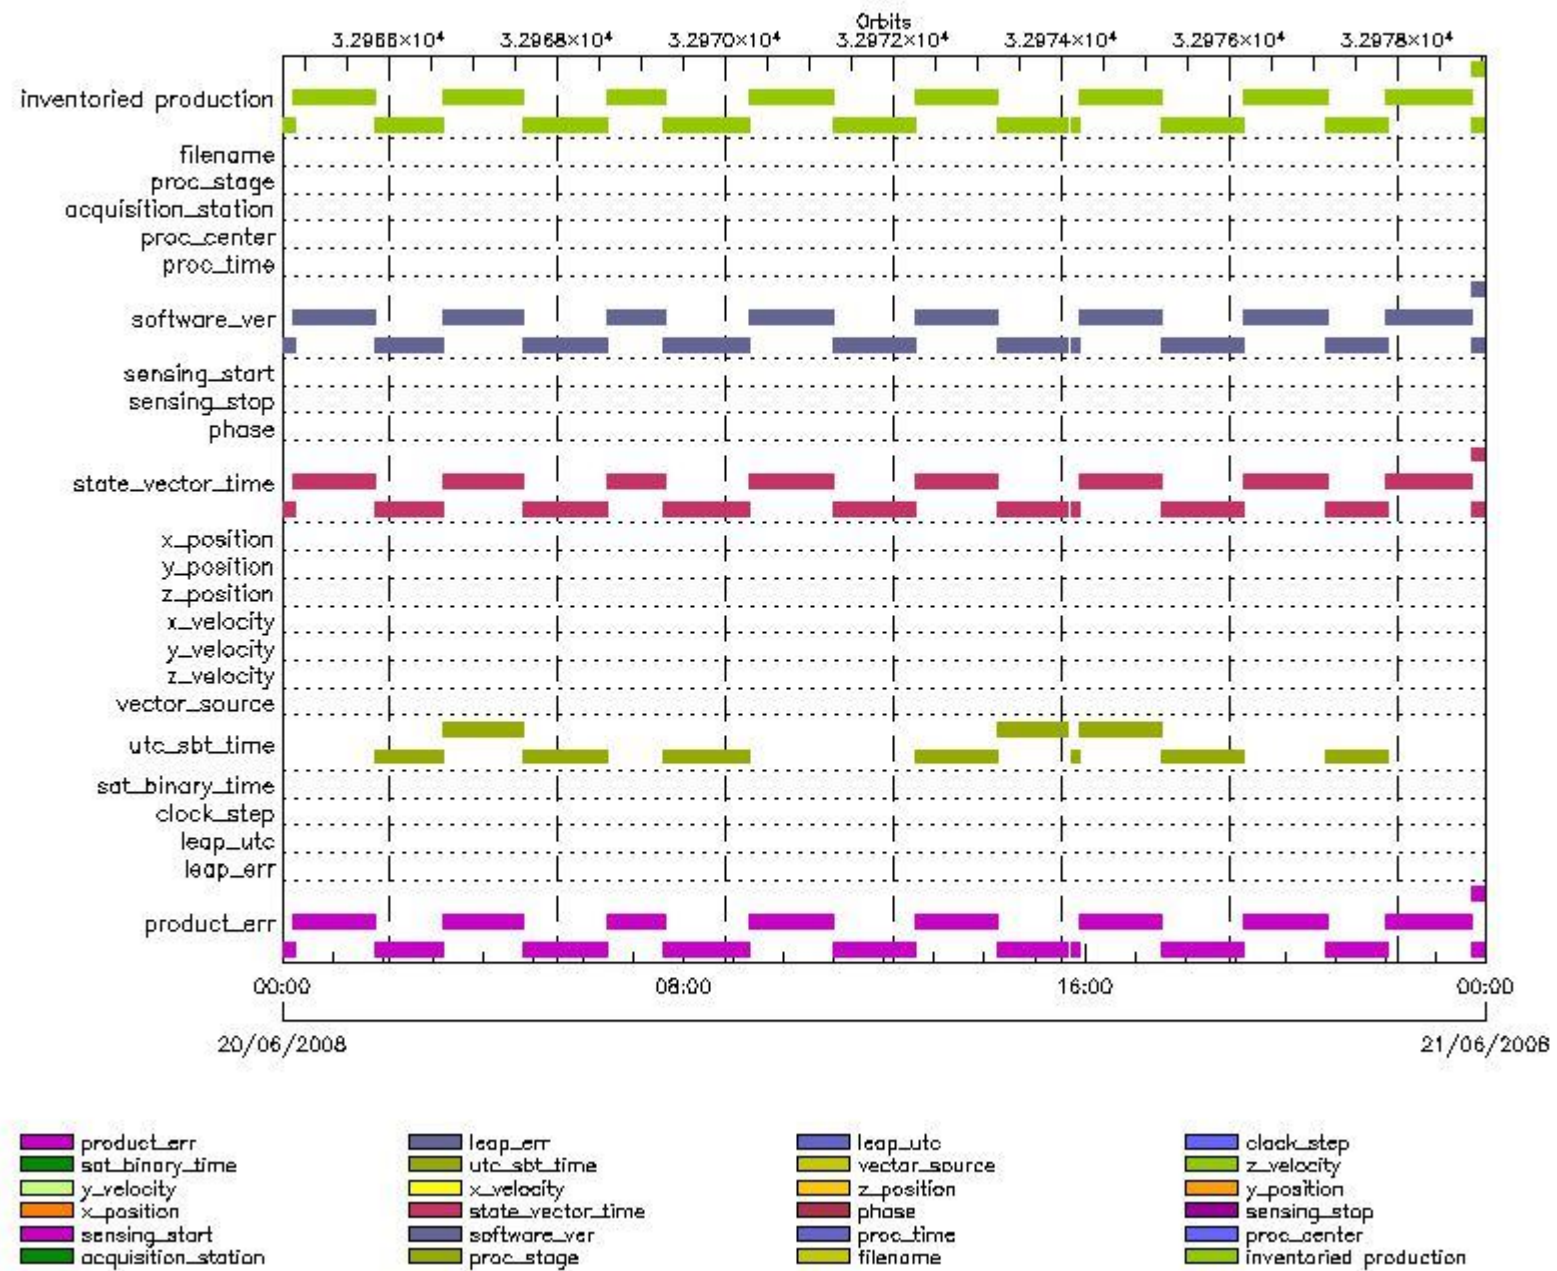 Orbits
3.2966×10⁴ 3.2968×10⁴ 3.2970×10⁴ 3.2972×10⁴ 3.2974×10⁴ 3.2976×10⁴ 3.2978×10⁴
inventoried production
filename
proc_stage
acquisition_station
proc_center
proc_time
software_ver
sensing_start
sensing_stop
phase
state_vector_time
x_position
y_position
z_position
x_velocity
y_velocity
z_velocity
vector_source
utc_sbt_time
sat_binary_time
clock_step
leap_utc
leap_err
product_err
00:00 08:00 16:00 00:00
20/06/2008 21/06/2008
product_err leap_err leap_utc clock_step
sat_binary_time utc_sbt_time vector_source z_velocity
y_velocity x_velocity z_position y_position
x_position state_vector_time phase sensing_stop
sensing_start software_ver proc_time proc_center
acquisition_station proc_stage filename inventoried production